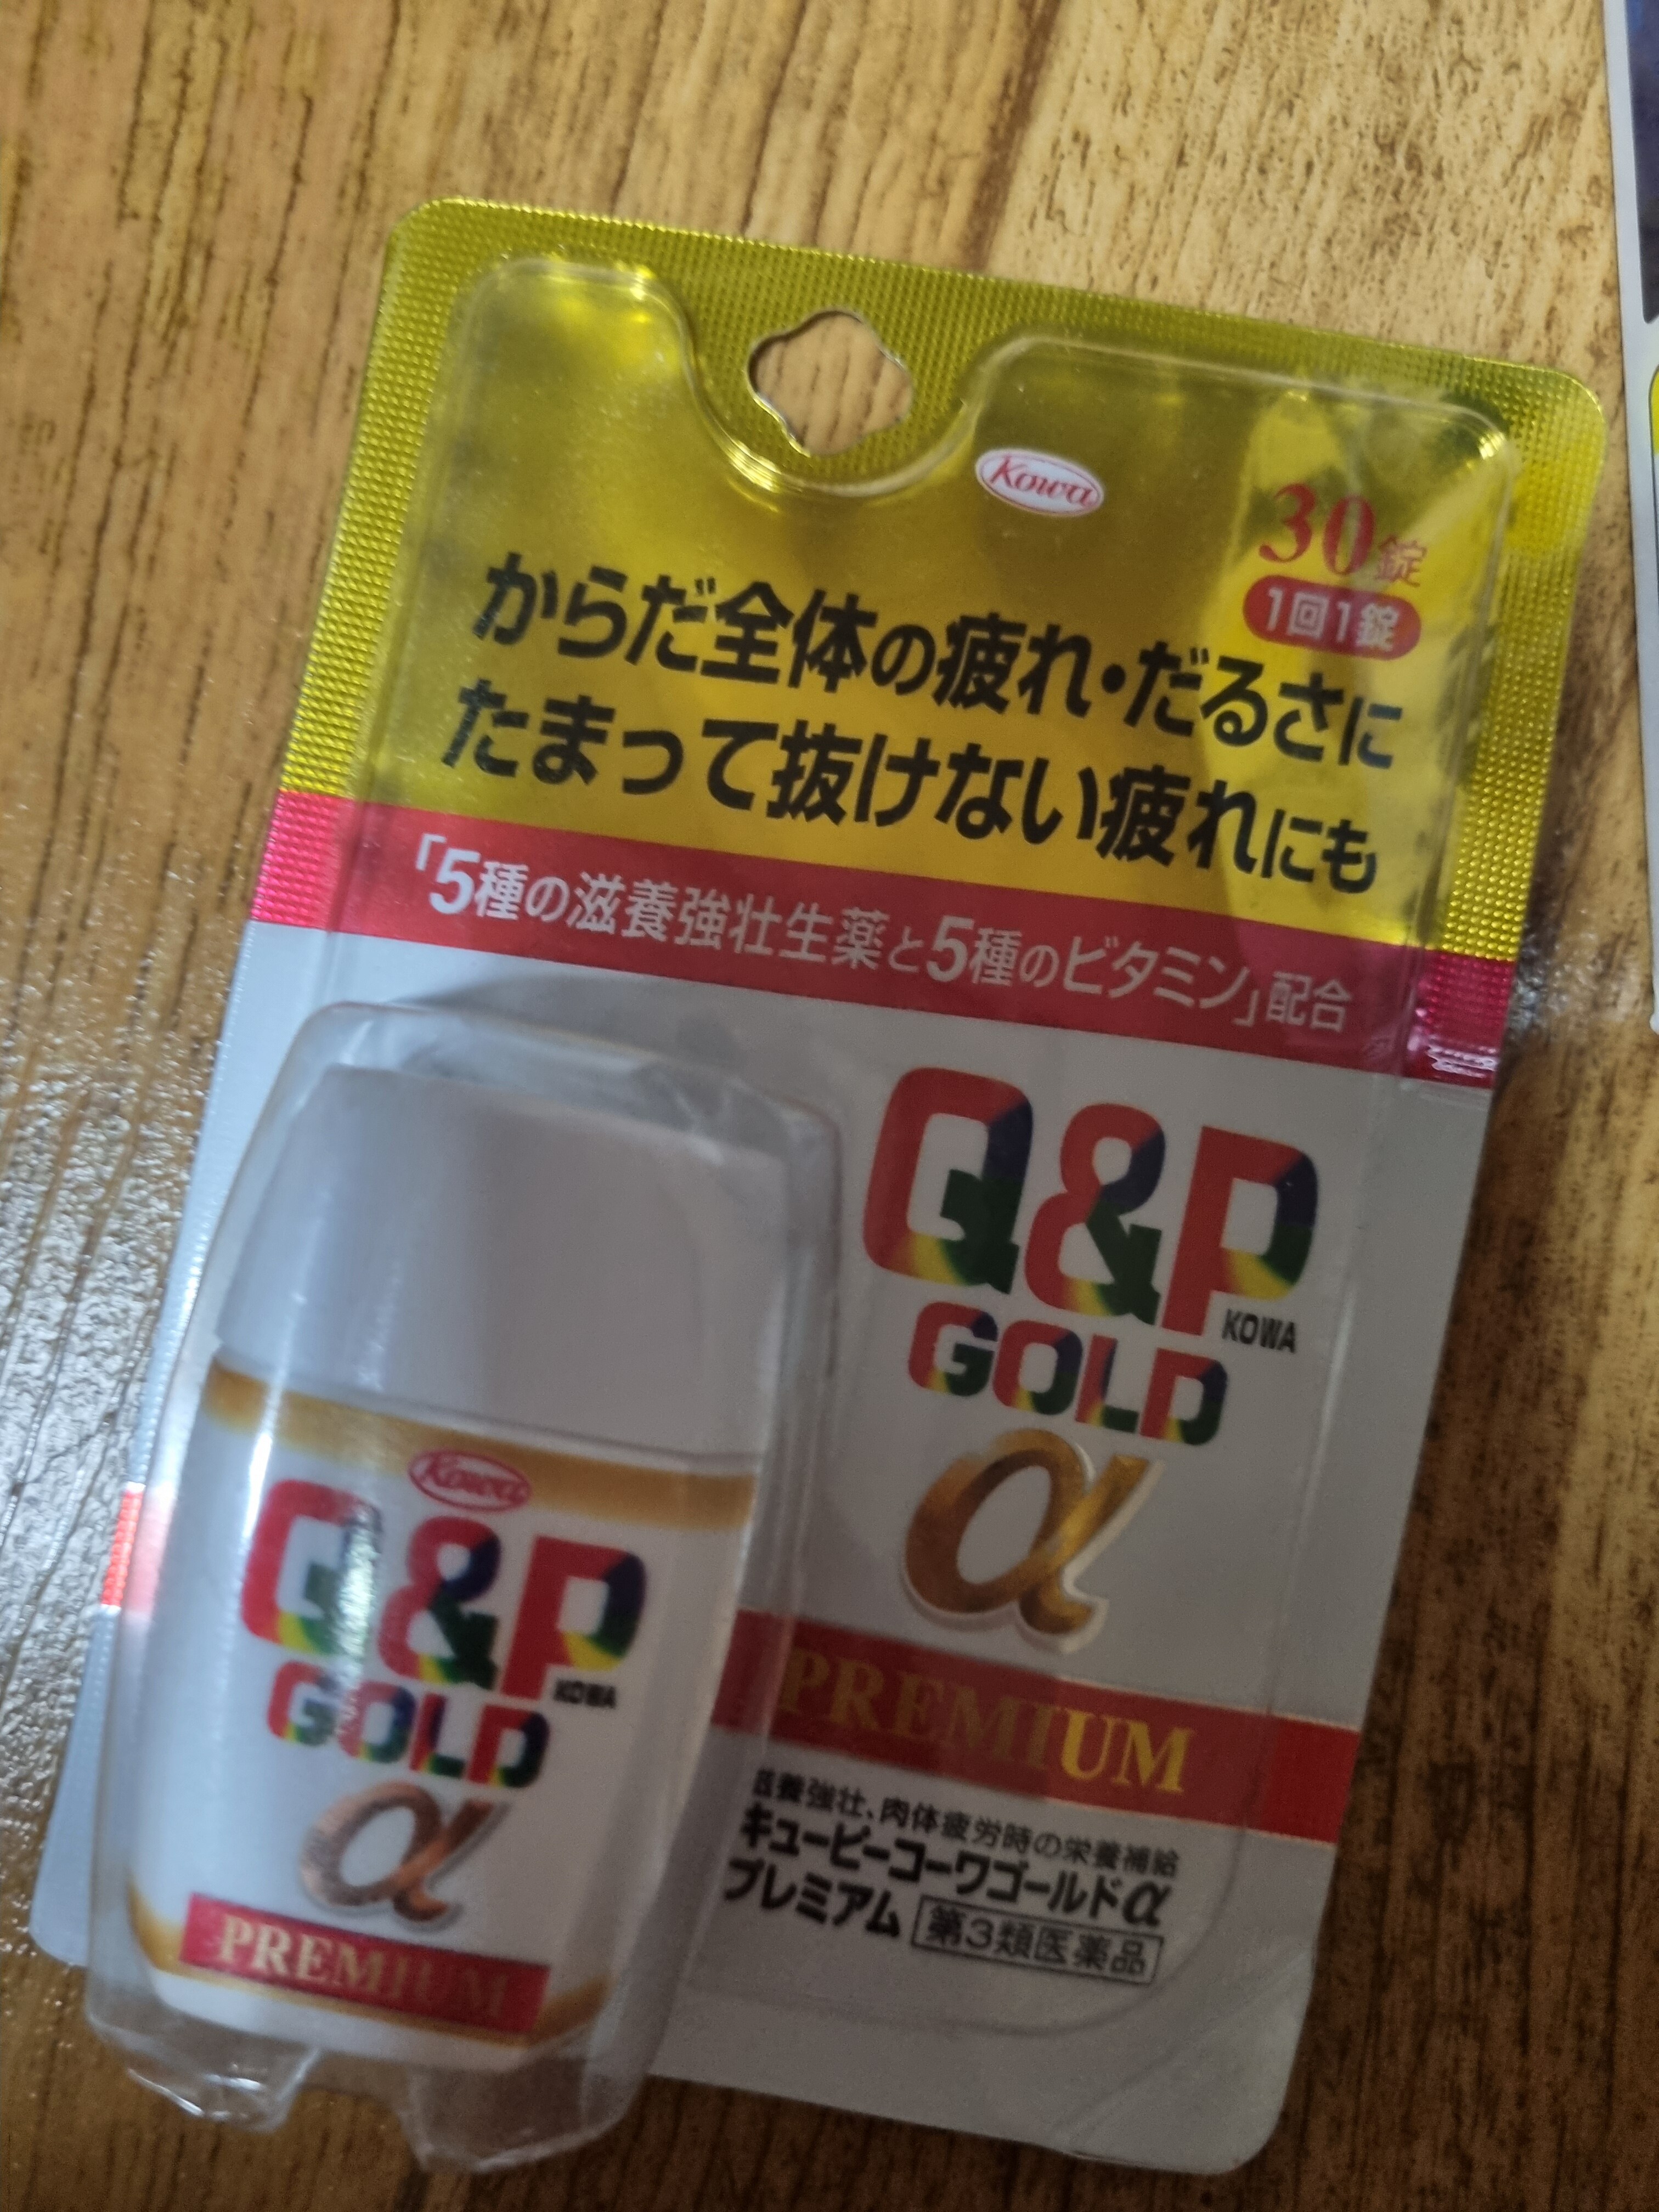 Kowa
30錠
1回1錠
からだ全体の疲れ・だるさに
たまって抜けない疲れにも
「5種の滋養強壮生薬と5種のビタミン」配合
Q&P
KOWA
GOLD
α
PREMIUM
滋養強壮、肉体疲労時の栄養補給
キューピーコーワゴールドα
プレミアム 第3類医薬品
Kowa
Q&P
KOWA
GOLD
α
PREMIUM